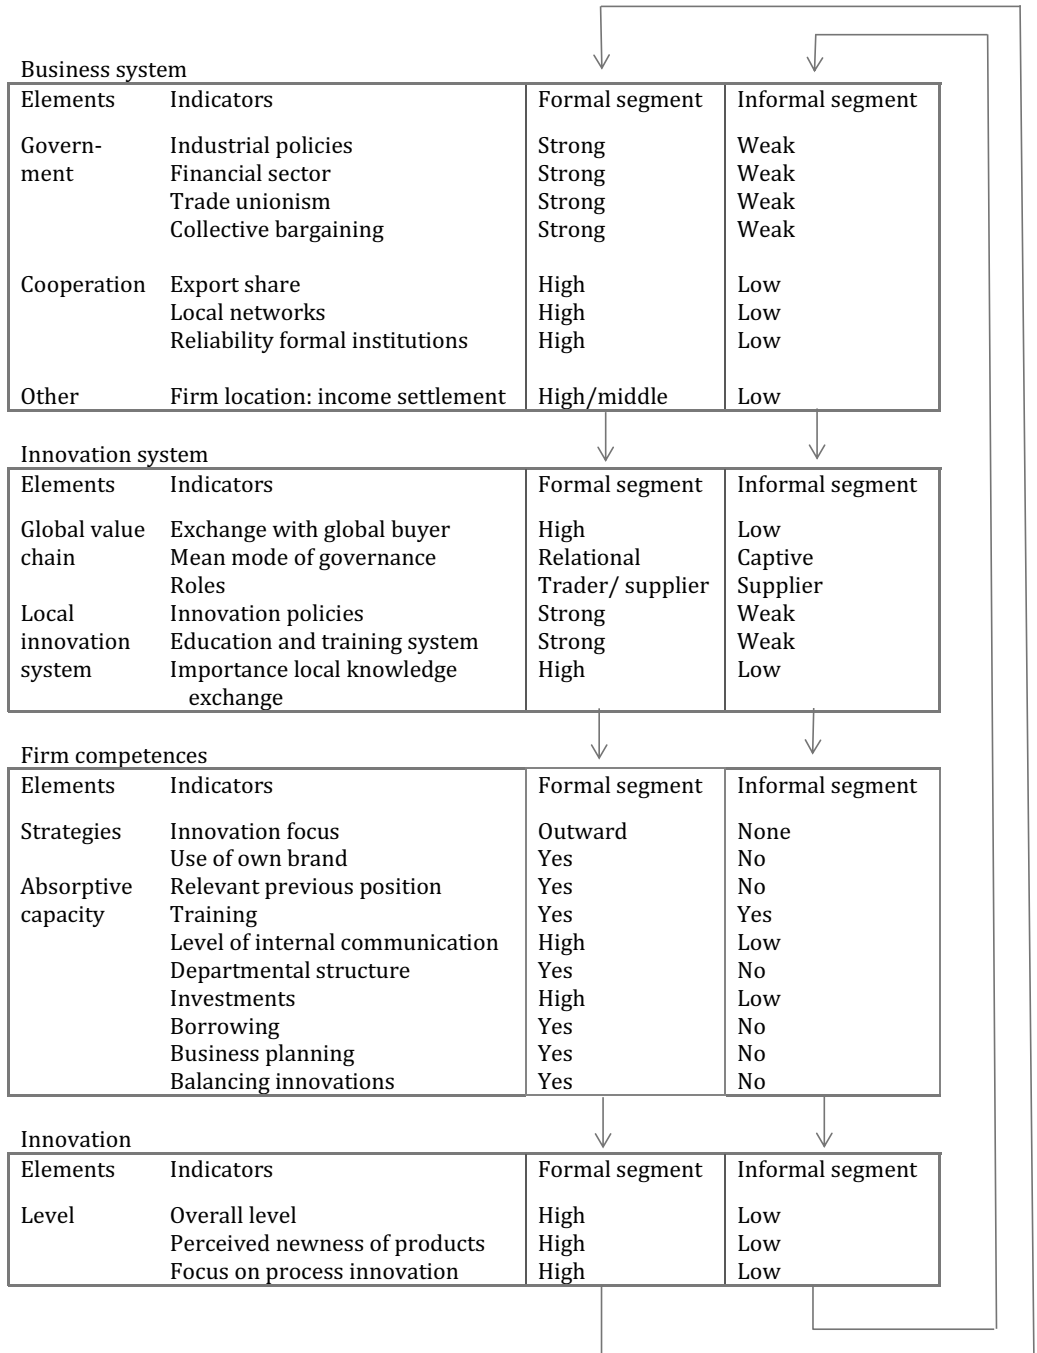 Business system
Elements Indicators Formal segment Informal segment
Govern- Industrial policies Strong Weak
ment Financial sector Strong Weak
Trade unionism Strong Weak
Collective bargaining Strong Weak
Cooperation Export share High Low
Local networks High Low
Reliability formal institutions High Low
Other Firm location: income settlement High/middle Low
Innovation system
Elements Indicators Formal segment Informal segment
Global value Exchange with global buyer High Low
chain Mean mode of governance Relational Captive
Roles Trader/ supplier Supplier
Local Innovation policies Strong Weak
innovation Education and training system Strong Weak
system Importance local knowledge High Low
exchange
Firm competences
Elements Indicators Formal segment Informal segment
Strategies Innovation focus Outward None
Use of own brand Yes No
Absorptive Relevant previous position Yes No
capacity Training Yes Yes
Level of internal communication High Low
Departmental structure Yes No
Investments High Low
Borrowing Yes No
Business planning Yes No
Balancing innovations Yes No
Innovation
Elements Indicators Formal segment Informal segment
Level Overall level High Low
Perceived newness of products High Low
Focus on process innovation High Low